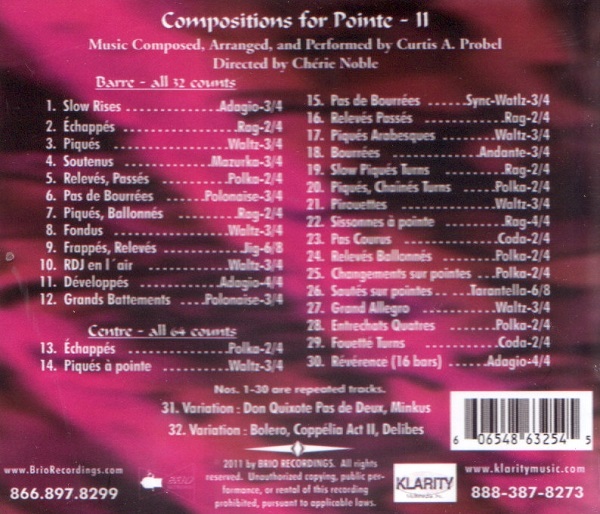 Compositions for Pointe - II
Music Composed, Arranged, and Performed by Curtis A. Probel
Directed by Chérie Noble
Barre - all 32 counts
1. Slow Rises ..........Adagio-3/4
2. Échappés ..........Rag-2/4
3. Piqués ..........Waltz-3/4
4. Soutenus ..........Mazurka-3/4
5. Relevés, Passés ..........Polka-2/4
6. Pas de Bourrées ..........Polonaise-3/4
7. Piqués, Ballonnés ..........Rag-2/4
8. Fondus ..........Waltz-3/4
9. Frappés, Relevés ..........Jig-6/8
10. RDJ en l´air ..........Waltz-3/4
11. Développés ..........Adagio-4/4
12. Grands Battements ..........Polonaise-3/4
Centre - all 64 counts
13. Échappés ..........Polka-2/4
14. Piqués à pointe ..........Waltz-3/4
15. Pas de Bourrées .......Sync-Watlz-3/4
16. Relevés Passés ..........Rag-2/4
17. Piqués Arabesques ..........Waltz-3/4
18. Bourrées ..........Andante-3/4
19. Slow Piqués Turns ..........Rag-2/4
20. Piqués, Chaînés Turns ..........Polka-2/4
21. Pirouettes ..........Waltz-3/4
22. Sissonnes à pointe ..........Rag-4/4
23. Pas Courus ..........Coda-2/4
24. Relevés Ballonnés ..........Polka-2/4
25. Changements sur pointes ...Polka-2/4
26. Sautés sur pointes ..........Tarantella-6/8
27. Grand Allegro ..........Waltz-3/4
28. Entrechats Quatres ..........Polka-2/4
29. Fouetté Turns ..........Coda-2/4
30. Révérence (16 bars) ..........Adagio-4/4
Nos. 1-30 are repeated tracks.
31. Variation : Don Quixote Pas de Deux, Minkus
32. Variation : Bolero, Coppélia Act II, Delibes
6 06548 63254 5
www.BrioRecordings.com
866.897.8299
2011 by BRIO RECORDINGS. All rights
reserved. Unauthorized copying, public per-
formance, or rental of this recording
prohibited, pursuant to applicable laws.
KLARITY
www.klaritymusic.com
888-387-8273